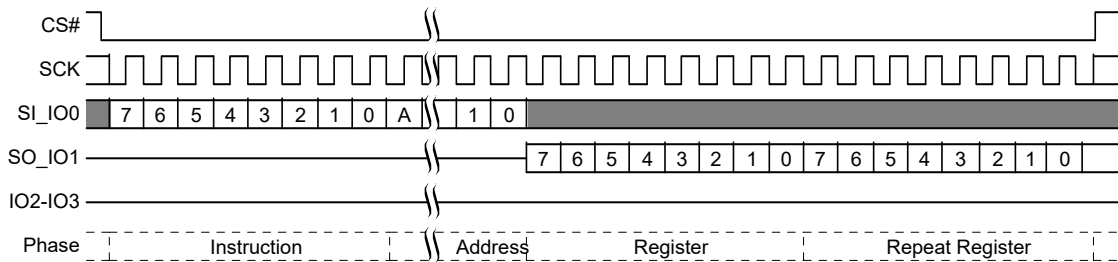 CS#
SCK
SI_IO0 7 6 5 4 3 2 1 0 A 1 0
SO_IO1 7 6 5 4 3 2 1 0 7 6 5 4 3 2 1 0
IO2-IO3
Phase Instruction Address Register Repeat Register